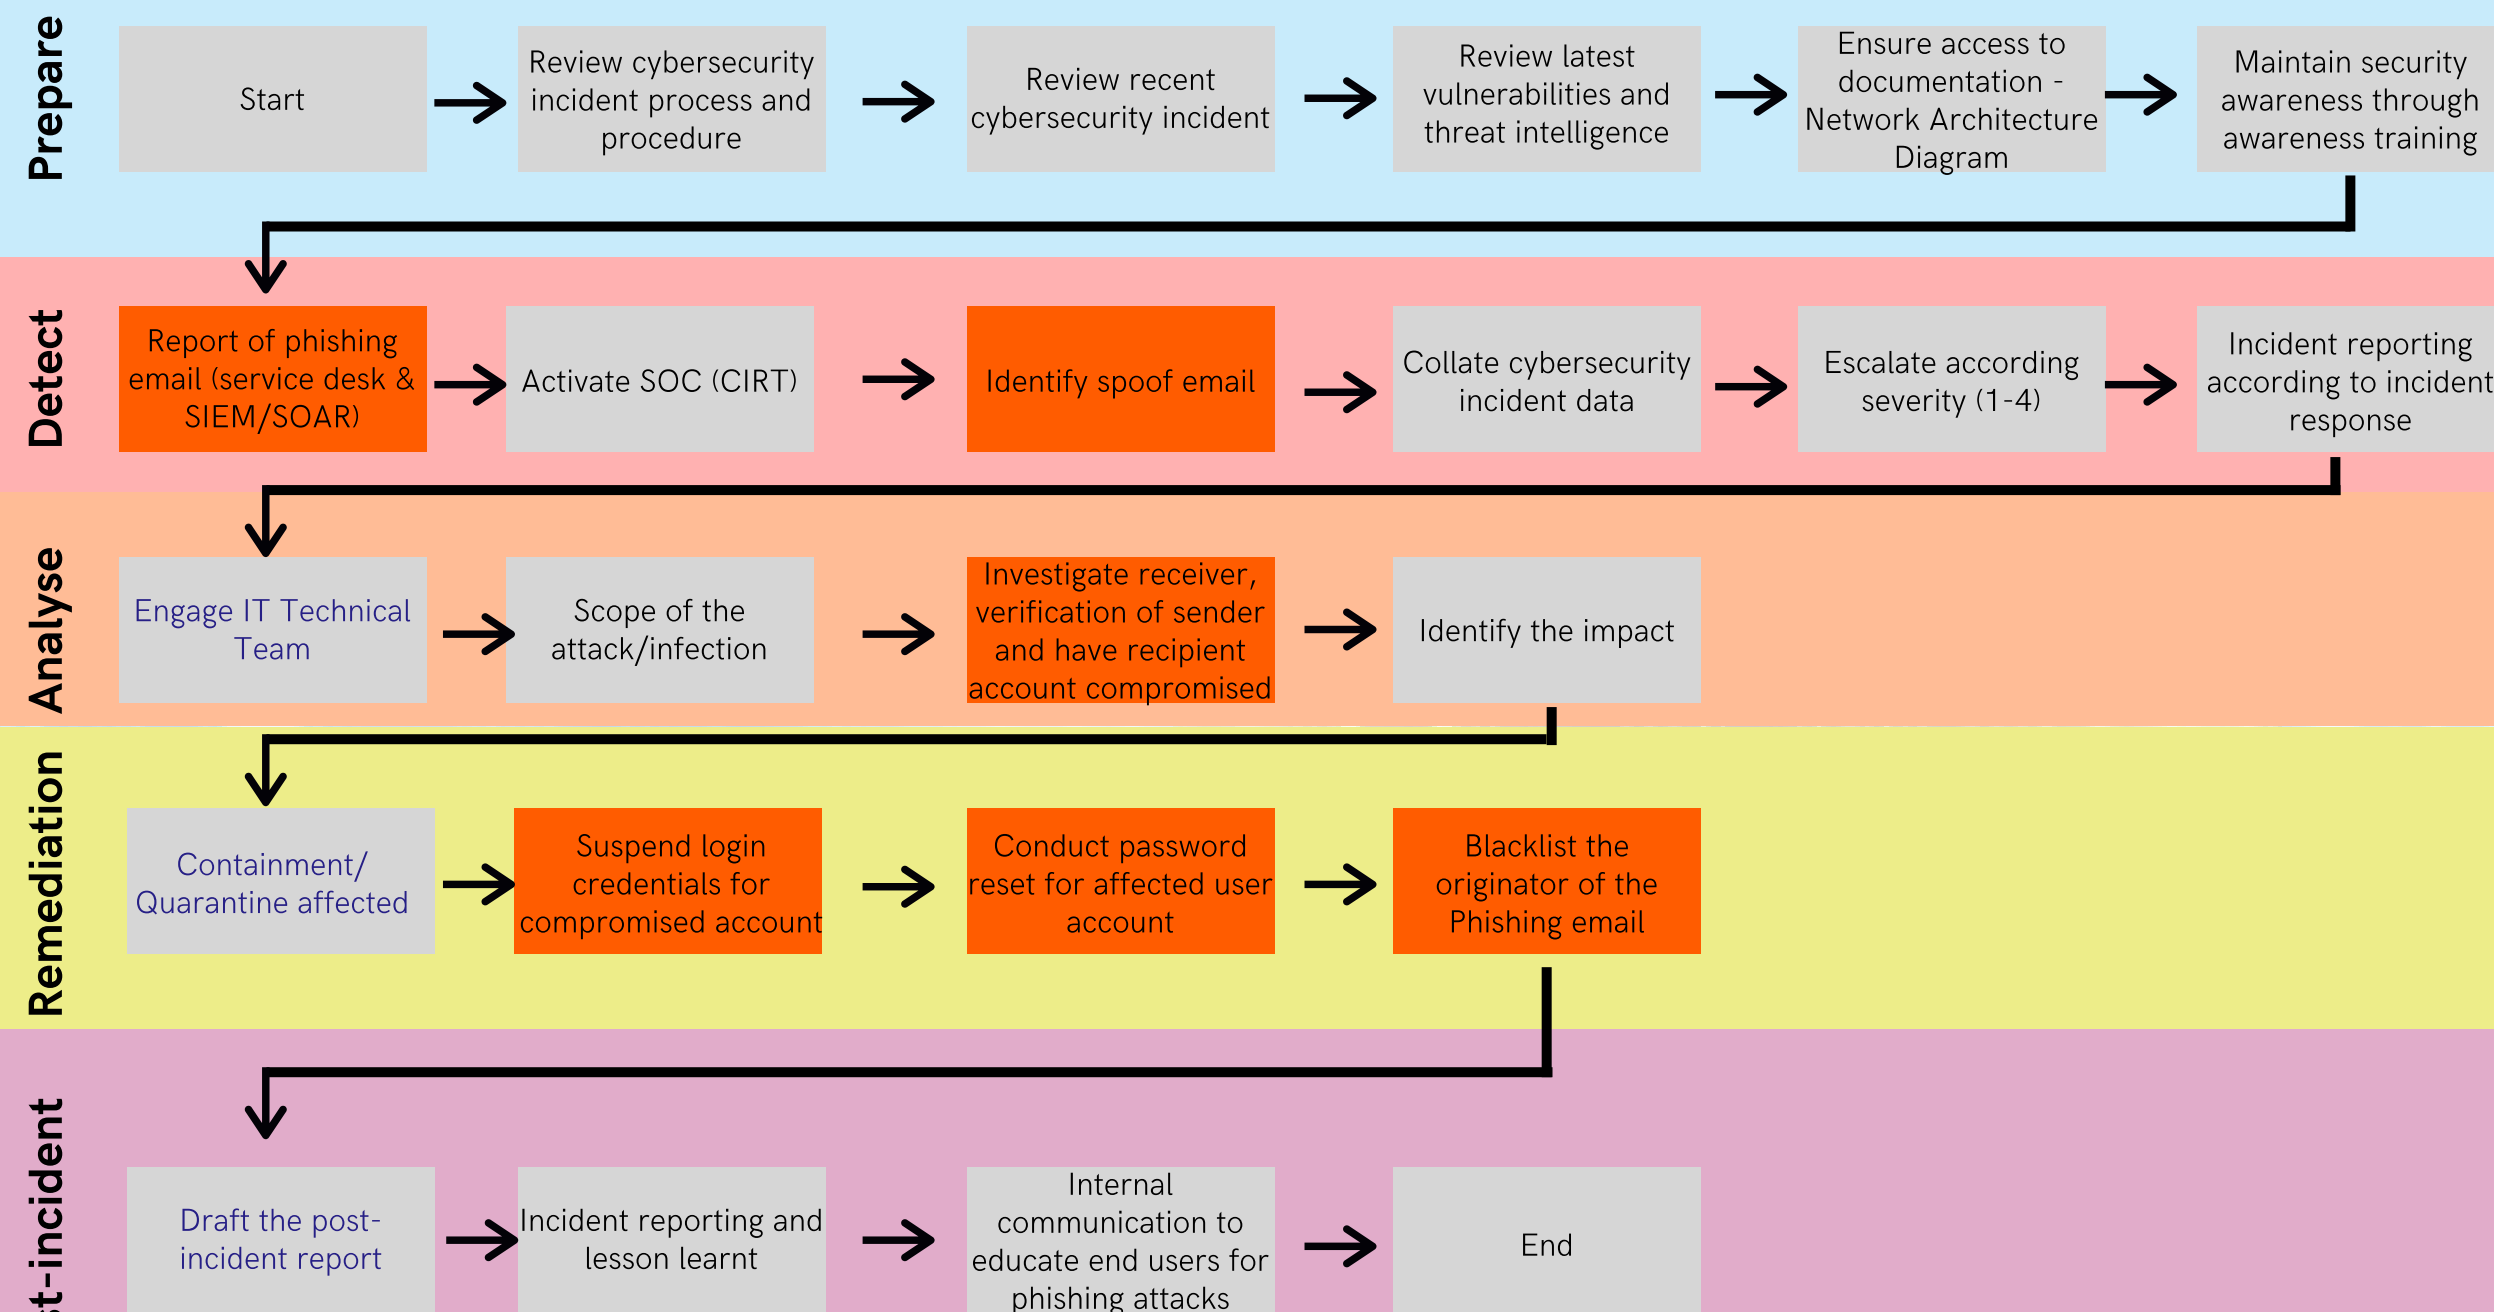 Prepare
Start
Review cybersecurity
incident process and
procedure
Review recent
cybersecurity incident
Review latest
vulnerabilities and
threat intelligence
Ensure access to
documentation -
Network Architecture
Diagram
Maintain security
awareness through
awareness training
Detect
Report of phishing
email (service desk &
SIEM/SOAR)
Activate SOC (CIRT)
Identify spoof email
Collate cybersecurity
incident data
Escalate according
severity (1-4)
Incident reporting
according to incident
response
Analyse
Engage IT Technical
Team
Scope of the
attack/infection
Investigate receiver,
verification of sender
and have recipient
account compromised
Identify the impact
Remediation
Containment/
Quarantine affected
Suspend login
credentials for
compromised account
Conduct password
reset for affected user
account
Blacklist the
originator of the
Phishing email
st-incident
Draft the post-
incident report
Incident reporting and
lesson learnt
Internal
communication to
educate end users for
phishing attacks
End